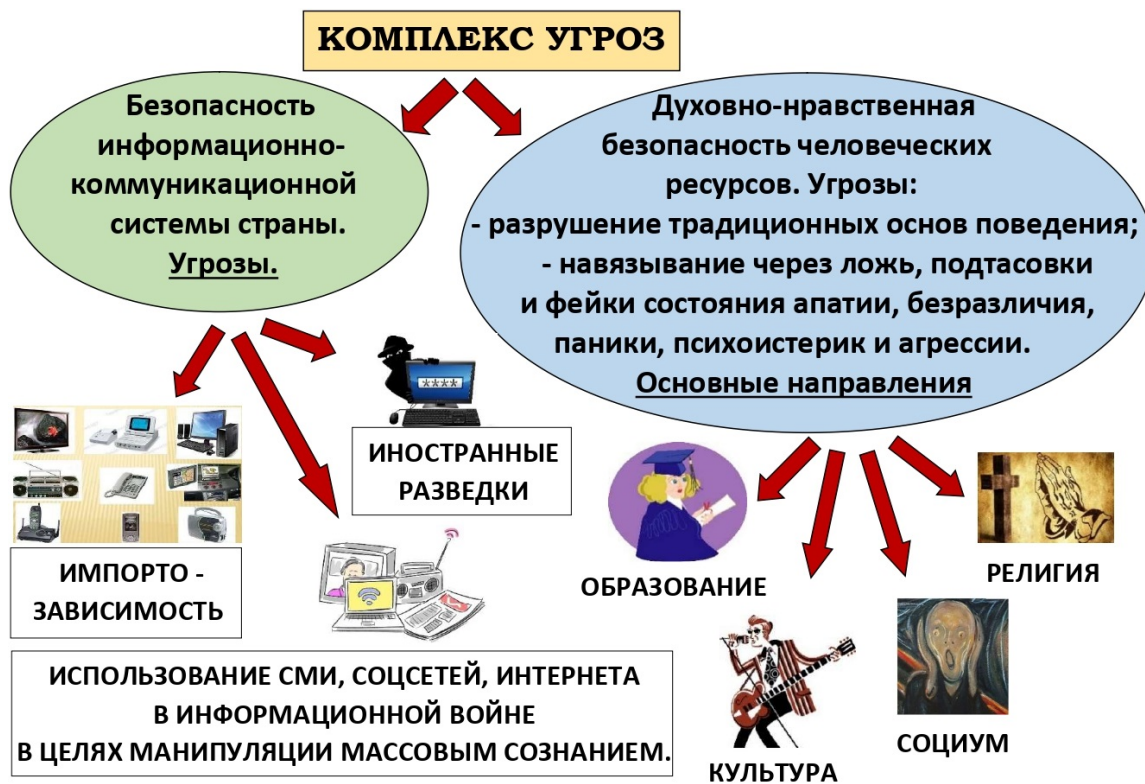 КОМПЛЕКС УГРОЗ
Безопасность
информационно-
коммуникационной
системы страны.
Угрозы.
Духовно-нравственная
безопасность человеческих
ресурсов. Угрозы:
- разрушение традиционных основ поведения;
- навязывание через ложь, подтасовки
и фейки состояния апатии, безразличия,
паники, психоистерик и агрессии.
Основные направления
****
ИНОСТРАННЫЕ
РАЗВЕДКИ
ИМПОРТО -
ЗАВИСИМОСТЬ
ИСПОЛЬЗОВАНИЕ СМИ, СОЦСЕТЕЙ, ИНТЕРНЕТА
В ИНФОРМАЦИОННОЙ ВОЙНЕ
В ЦЕЛЯХ МАНИПУЛЯЦИИ МАССОВЫМ СОЗНАНИЕМ.
ОБРАЗОВАНИЕ
КУЛЬТУРА
СОЦИУМ
РЕЛИГИЯ